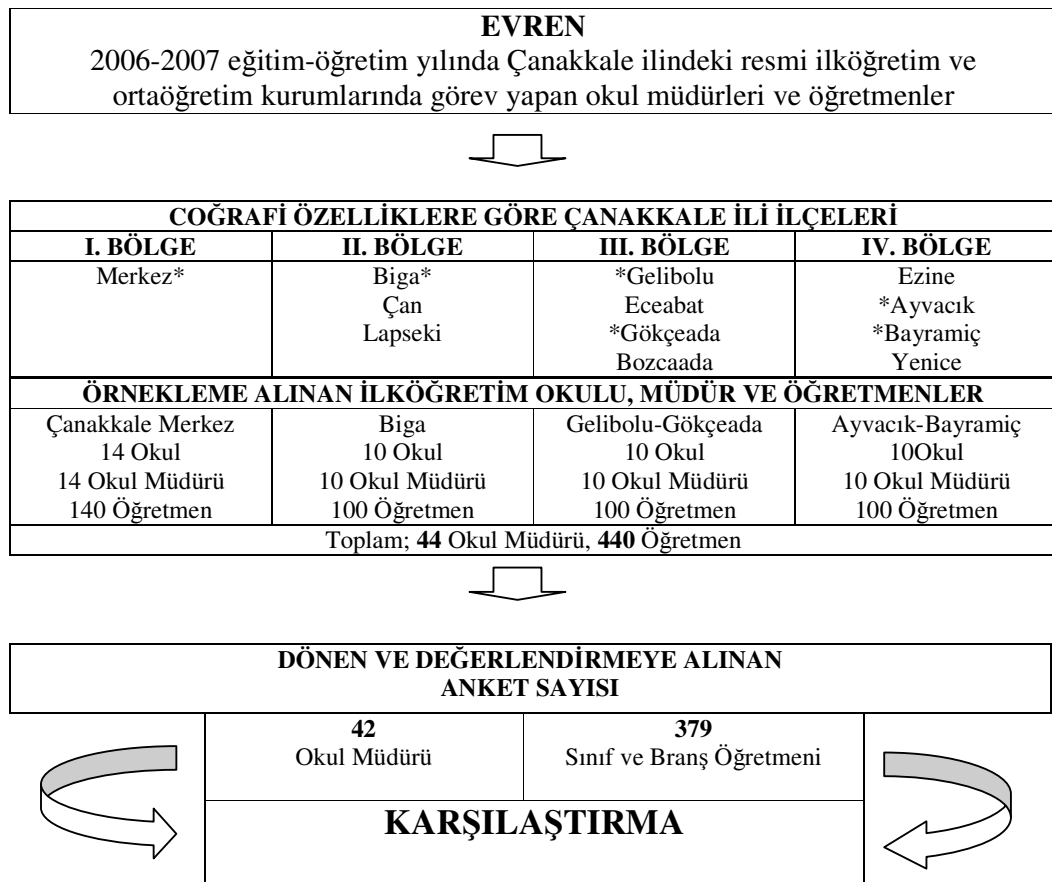 EVREN
2006-2007 eğitim-öğretim yılında Çanakkale ilindeki resmi ilköğretim ve
ortaöğretim kurumlarında görev yapan okul müdürleri ve öğretmenler
COĞRAFİ ÖZELLİKLERE GÖRE ÇANAKKALE İLİ İLÇELERİ
I. BÖLGE II. BÖLGE III. BÖLGE IV. BÖLGE
Merkez* Biga* *Gelibolu Ezine
Çan Eceabat *Ayvacık
Lapseki *Gökçeada *Bayramiç
Bozcaada Yenice
ÖRNEKLEME ALINAN İLKÖĞRETİM OKULU, MÜDÜR VE ÖĞRETMENLER
Çanakkale Merkez Biga Gelibolu-Gökçeada Ayvacık-Bayramiç
14 Okul 10 Okul 10 Okul 10Okul
14 Okul Müdürü 10 Okul Müdürü 10 Okul Müdürü 10 Okul Müdürü
140 Öğretmen 100 Öğretmen 100 Öğretmen 100 Öğretmen
Toplam; 44 Okul Müdürü, 440 Öğretmen
DÖNEN VE DEĞERLENDİRMEYE ALINAN
ANKET SAYISI
42 379
Okul Müdürü Sınıf ve Branş Öğretmeni
KARŞILAŞTIRMA